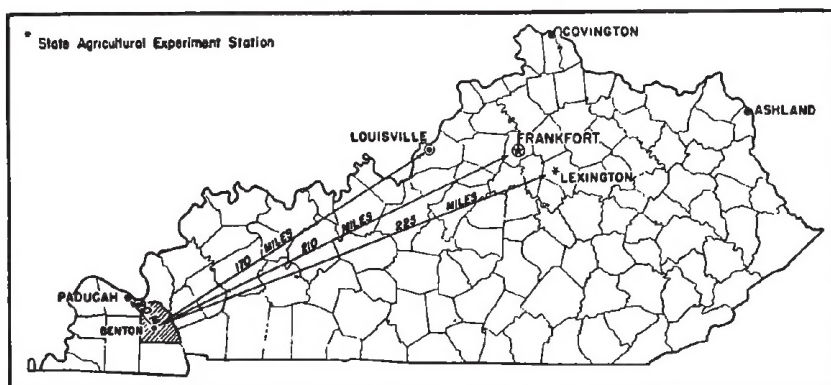 * State Agricultural Experiment Station
COVINGTON
ASHLAND
LOUISVILLE
FRANKFORT
* LEXINGTON
170 MILES
210 MILES
225 MILES
PADUCAH
BENTON